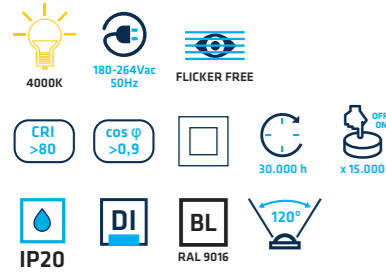 4000K
180-264Vac
50Hz
FLICKER FREE
CRI
>80
cos φ
>0,9
30.000 h
OFF
ON
x 15.000
IP20
DI
BL
RAL 9016
120°